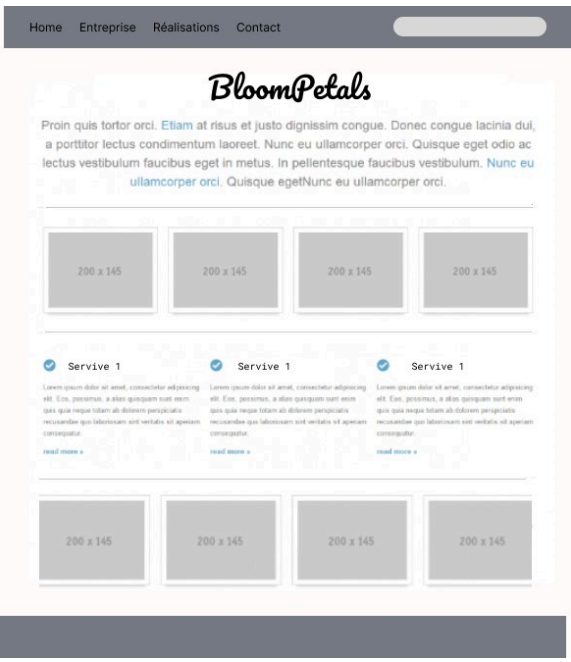 Home Entreprise Réalisations Contact
BloomPetals
Proin quis tortor orci. Etiam at risus et justo dignissim congue. Donec congue lacinia dui,
a porttitor lectus condimentum laoreet. Nunc eu ullamcorper orci. Quisque eget odio ac
lectus vestibulum faucibus eget in metus. In pellentesque faucibus vestibulum. Nunc eu
ullamcorper orci. Quisque egetNunc eu ullamcorper orci.
200 x 145 200 x 145 200 x 145 200 x 145
Servive 1 Servive 1 Servive 1
Lorem ipsum dolor sit amet, consectetur adipisicing
elit. Eos, possimus, a alias quisquam sunt enim
quis quia neque totam ab dolorem perspiciatis
recusandae quo laboriosam sint veritatis sit aperiam
consequatur.
read more »
Lorem ipsum dolor sit amet, consectetur adipisicing
elit. Eos, possimus, a alias quisquam sunt enim
quis quia neque totam ab dolorem perspiciatis
recusandae quo laboriosam sint veritatis sit aperiam
consequatur.
read more »
Lorem ipsum dolor sit amet, consectetur adipisicing
elit. Eos, possimus, a alias quisquam sunt enim
quis quia neque totam ab dolorem perspiciatis
recusandae quo laboriosam sint veritatis sit aperiam
consequatur.
read more »
200 x 145 200 x 145 200 x 145 200 x 145